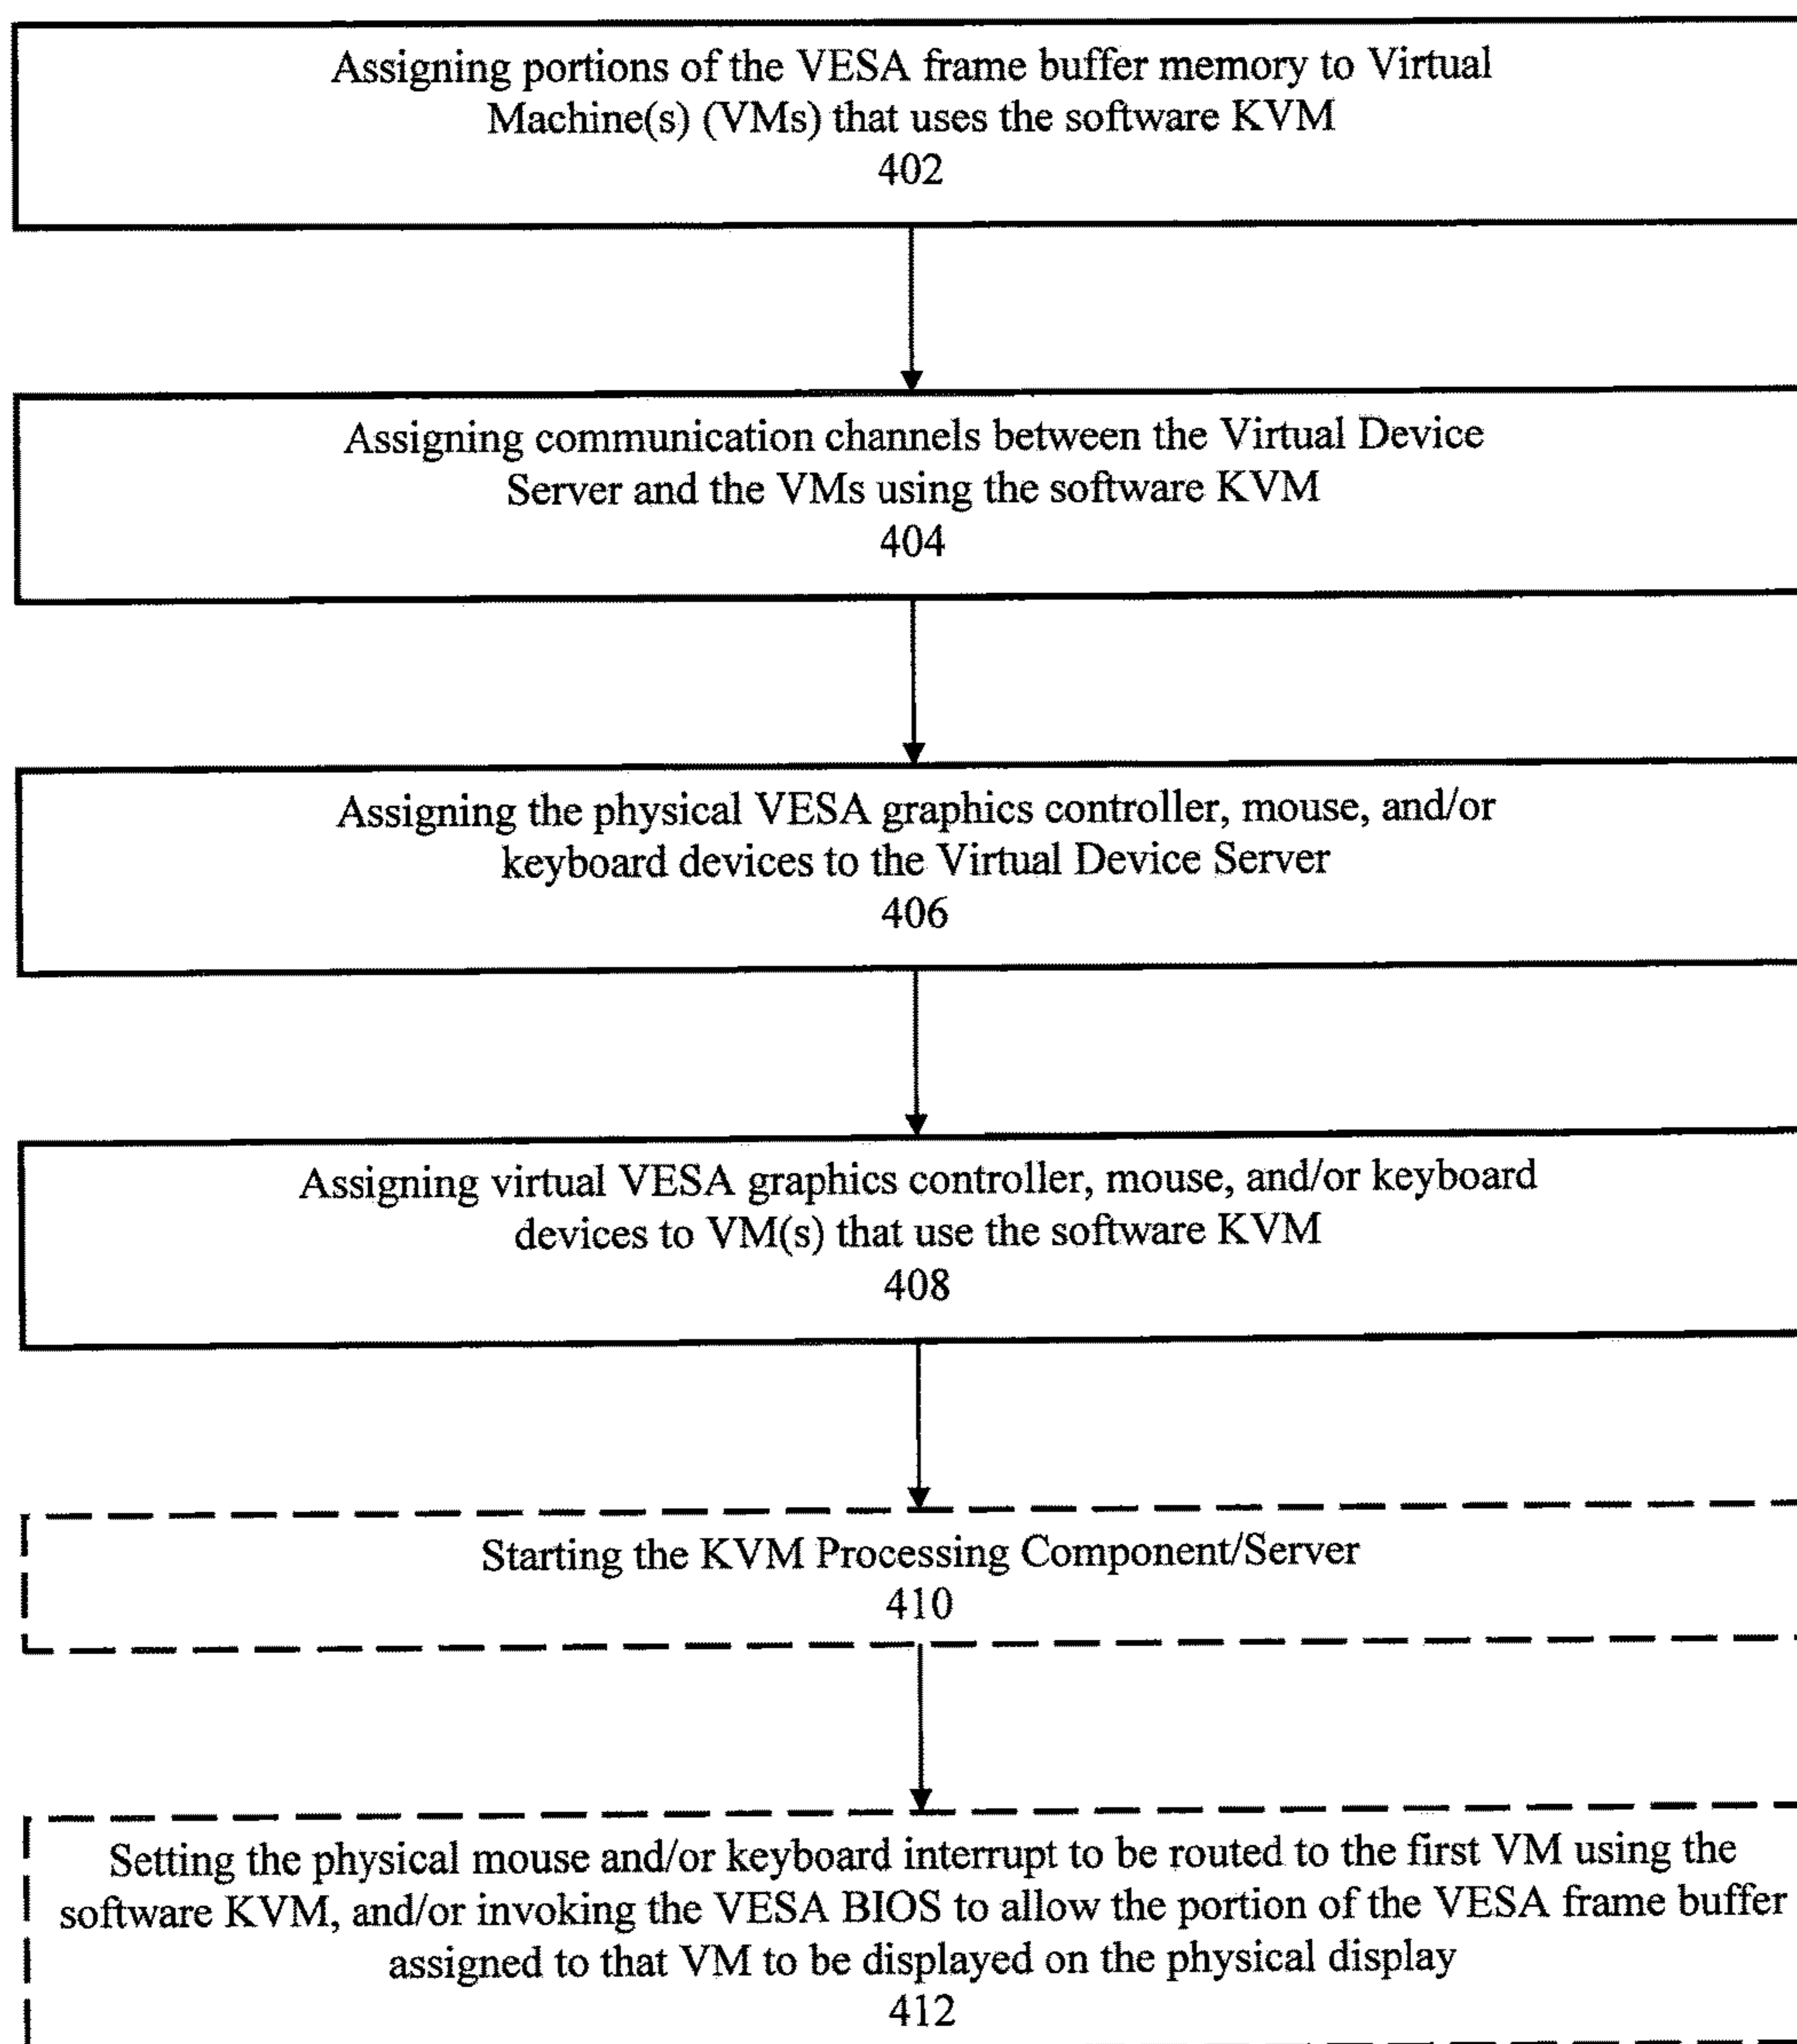 Assigning portions of the VESA frame buffer memory to Virtual
Machine(s) (VMs) that uses the software KVM
402
Assigning communication channels between the Virtual Device
Server and the VMs using the software KVM
404
Assigning the physical VESA graphics controller, mouse, and/or
keyboard devices to the Virtual Device Server
406
Assigning virtual VESA graphics controller, mouse, and/or keyboard
devices to VM(s) that use the software KVM
408
Starting the KVM Processing Component/Server
410
Setting the physical mouse and/or keyboard interrupt to be routed to the first VM using the
software KVM, and/or invoking the VESA BIOS to allow the portion of the VESA frame buffer
assigned to that VM to be displayed on the physical display
412